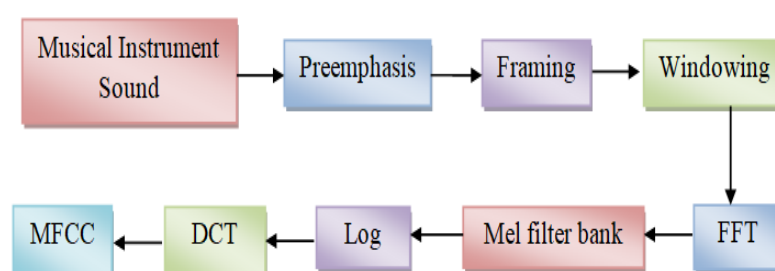 Musical Instrument
Sound
Preemphasis
Framing
Windowing
FFT
Mel filter bank
Log
DCT
MFCC